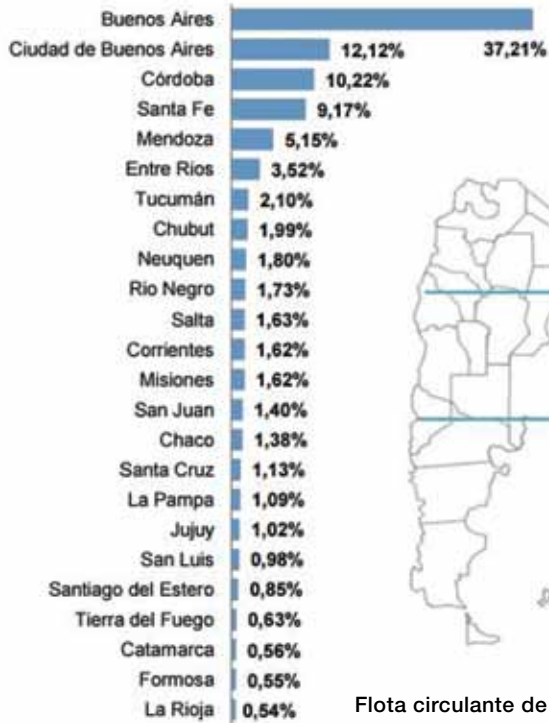 Buenos Aires 37,21%
Ciudad de Buenos Aires 12,12%
Córdoba 10,22%
Santa Fe 9,17%
Mendoza 5,15%
Entre Ríos 3,52%
Tucumán 2,10%
Chubut 1,99%
Neuquen 1,80%
Rio Negro 1,73%
Salta 1,63%
Corrientes 1,62%
Misiones 1,62%
San Juan 1,40%
Chaco 1,38%
Santa Cruz 1,13%
La Pampa 1,09%
Jujuy 1,02%
San Luis 0,98%
Santiago del Estero 0,85%
Tierra del Fuego 0,63%
Catamarca 0,56%
Formosa 0,55%
La Rioja 0,54%
Flota circulante de